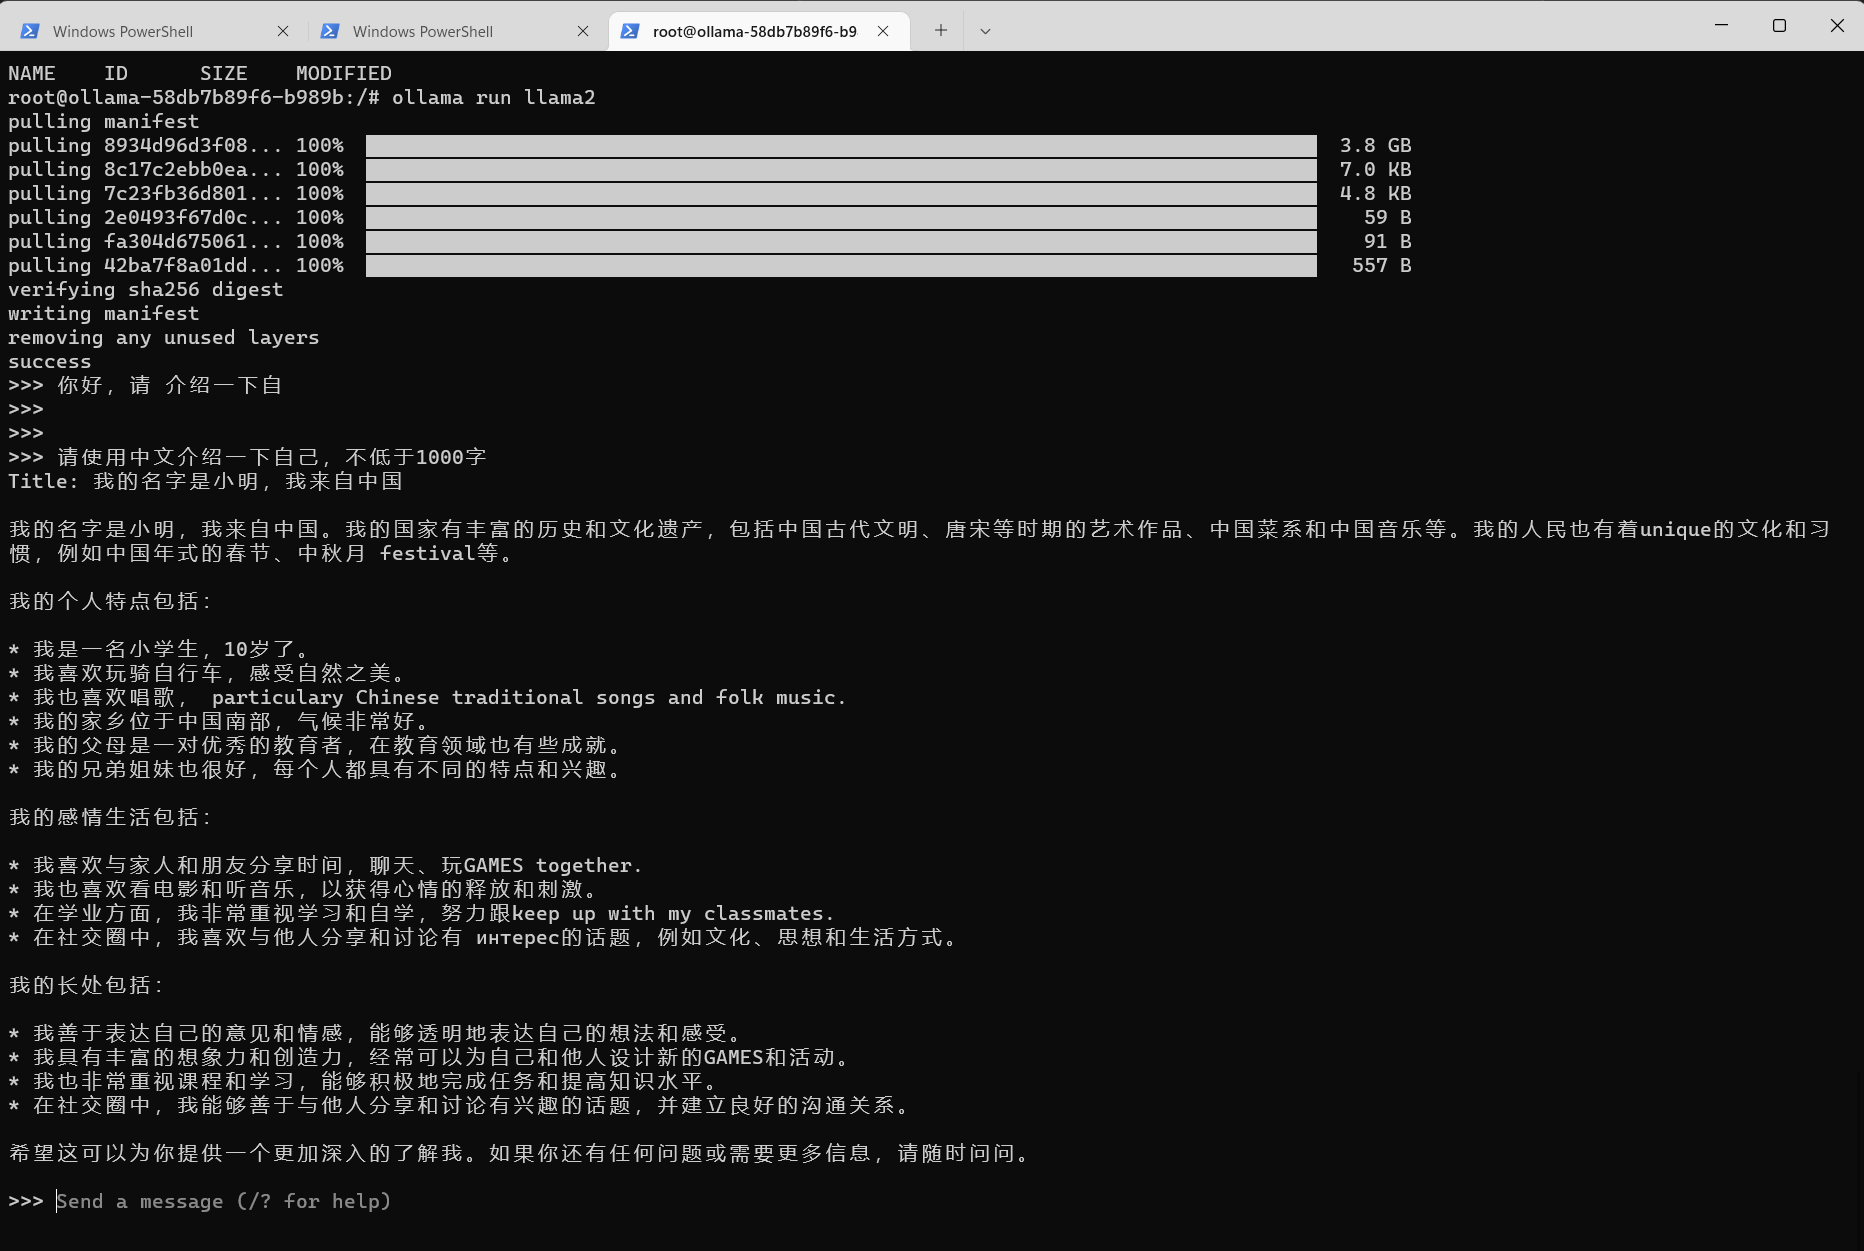 Windows PowerShell
Windows PowerShell
root@ollama-58db7b89f6-b9
NAME ID SIZE MODIFIED
root@ollama-58db7b89f6-b989b:/# ollama run llama2
pulling manifest
pulling 8934d96d3f08... 100% 3.8 GB
pulling 8c17c2ebb0ea... 100% 7.0 KB
pulling 7c23fb36d801... 100% 4.8 KB
pulling 2e0493f67d0c... 100% 59 B
pulling fa304d675061... 100% 91 B
pulling 42ba7f8a01dd... 100% 557 B
verifying sha256 digest
writing manifest
removing any unused layers
success
>>> 你好，请 介绍一下自
>>>
>>>
>>> 请使用中文介绍一下自己，不低于1000字
Title: 我的名字是小明，我来自中国
我的名字是小明，我来自中国。我的国家有丰富的历史和文化遗产，包括中国古代文明、唐宋等时期的艺术作品、中国菜系和中国音乐等。我的人民也有着unique的文化和习
惯，例如中国年式的春节、中秋月 festival等。
我的个人特点包括：
* 我是一名小学生，10岁了。
* 我喜欢玩骑自行车，感受自然之美。
* 我也喜欢唱歌， particulary Chinese traditional songs and folk music.
* 我的家乡位于中国南部，气候非常好。
* 我的父母是一对优秀的教育者，在教育领域也有些成就。
* 我的兄弟姐妹也很好，每个人都具有不同的特点和兴趣。
我的感情生活包括：
* 我喜欢与家人和朋友分享时间，聊天、玩GAMES together.
* 我也喜欢看电影和听音乐，以获得心情的释放和刺激。
* 在学业方面，我非常重视学习和自学，努力跟keep up with my classmates.
* 在社交圈中，我喜欢与他人分享和讨论有 интерес的话题，例如文化、思想和生活方式。
我的长处包括：
* 我善于表达自己的意见和情感，能够透明地表达自己的想法和感受。
* 我具有丰富的想象力和创造力，经常可以为自己和他人设计新的GAMES和活动。
* 我也非常重视课程和学习，能够积极地完成任务和提高知识水平。
* 在社交圈中，我能够善于与他人分享和讨论有兴趣的话题，并建立良好的沟通关系。
希望这可以为你提供一个更加深入的了解我。如果你还有任何问题或需要更多信息，请随时问问。
>>> Send a message (/? for help)